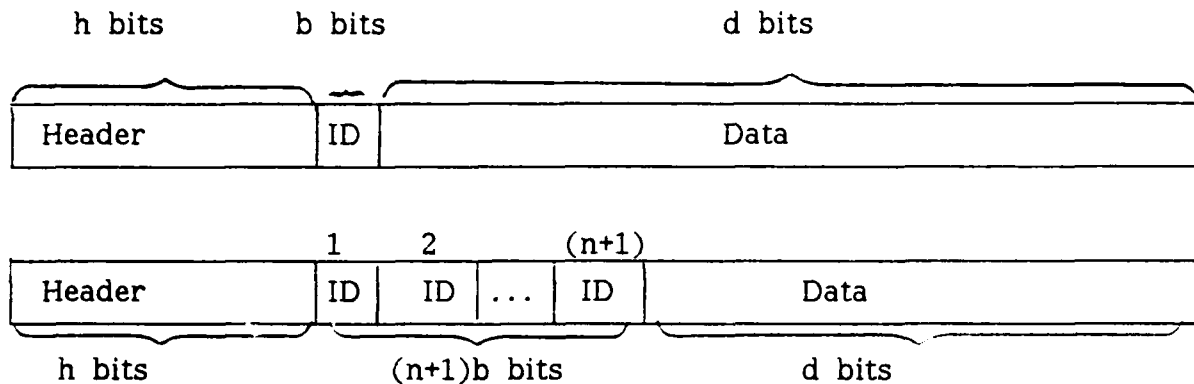 h bits b bits d bits
Header ID Data
1 2 (n+1)
Header ID ID ... ID Data
h bits (n+1)b bits d bits